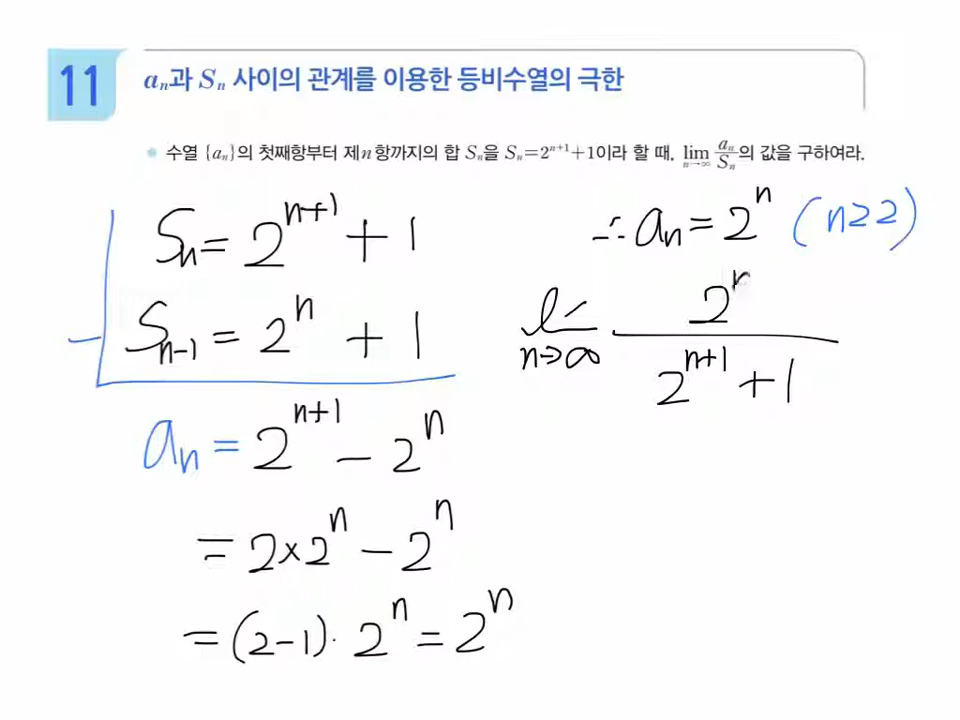 11
aₙ과 Sₙ 사이의 관계를 이용한 등비수열의 극한
수열 {aₙ}의 첫째항부터 제n항까지의 합 Sₙ을 Sₙ=2ⁿ⁺¹+1이라 할 때, lim n→∞ aₙ/Sₙ의 값을 구하여라.
Sₙ = 2ⁿ⁺¹ + 1
Sₙ₋₁ = 2ⁿ + 1
aₙ = 2ⁿ⁺¹ − 2ⁿ
= 2×2ⁿ − 2ⁿ
= (2−1)· 2ⁿ = 2ⁿ
∴ aₙ = 2ⁿ (n≥2)
lim n→∞ 2ⁿ/(2ⁿ⁺¹ + 1)